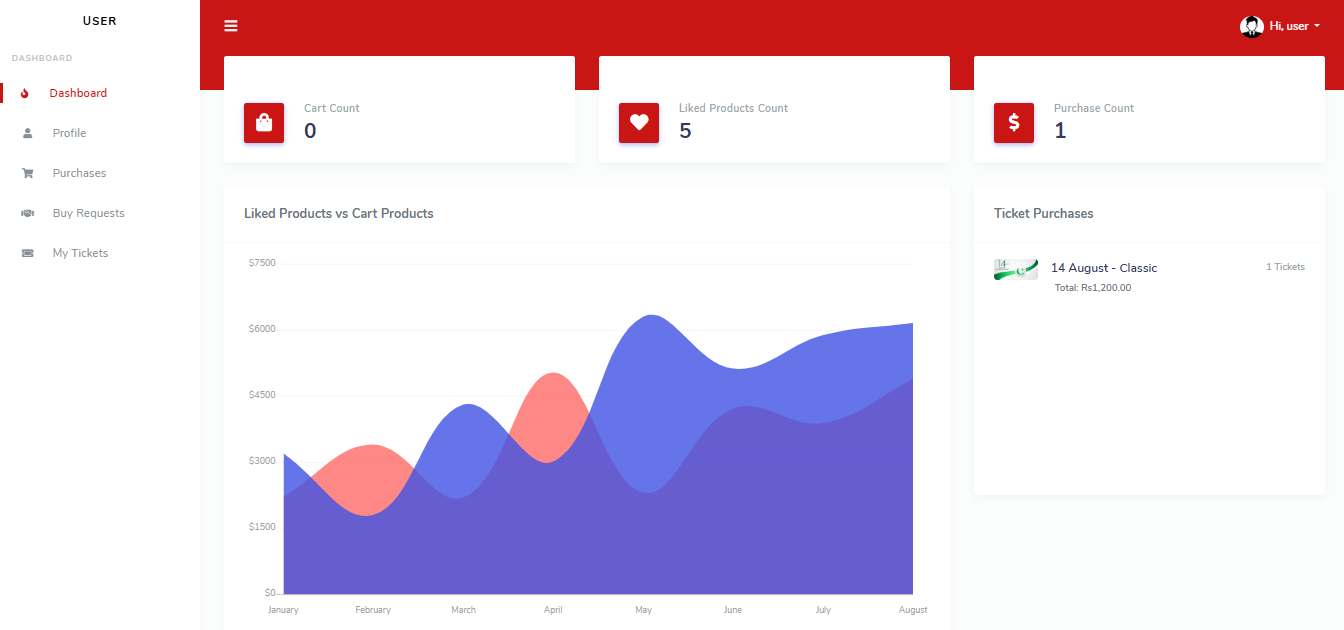 USER
Hi, user
DASHBOARD
Dashboard
Profile
Purchases
Buy Requests
My Tickets
Cart Count
0
Liked Products Count
5
Purchase Count
1
Liked Products vs Cart Products
$7500
$6000
$4500
$3000
$1500
$0
January February March April May June July August
Ticket Purchases
14
14 August - Classic
1 Tickets
Total: Rs1,200.00